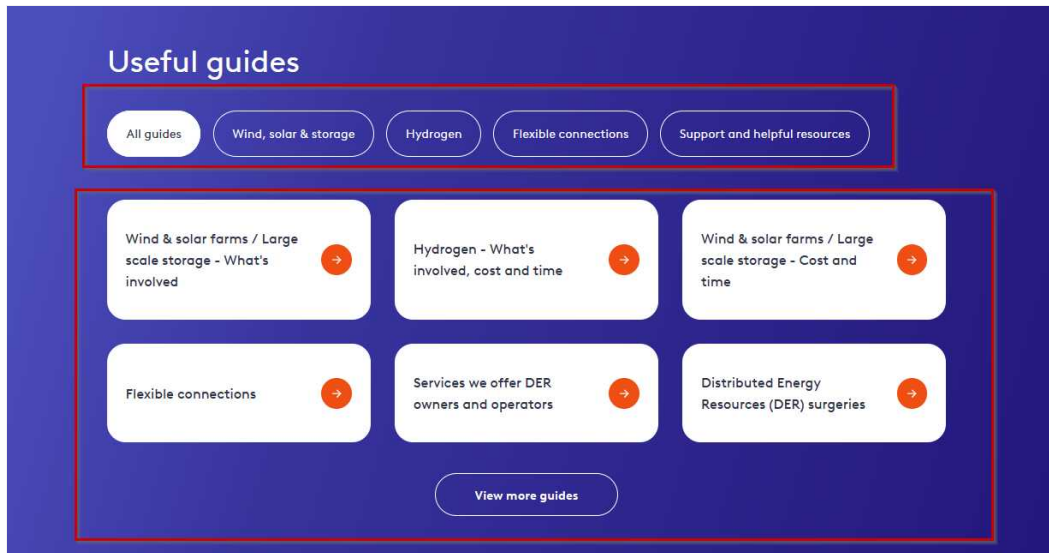 Useful guides
All guides
Wind, solar & storage
Hydrogen
Flexible connections
Support and helpful resources
Wind & solar farms / Large
scale storage - What's
involved
Hydrogen - What's
involved, cost and time
Wind & solar farms / Large
scale storage - Cost and
time
Flexible connections
Services we offer DER
owners and operators
Distributed Energy
Resources (DER) surgeries
View more guides